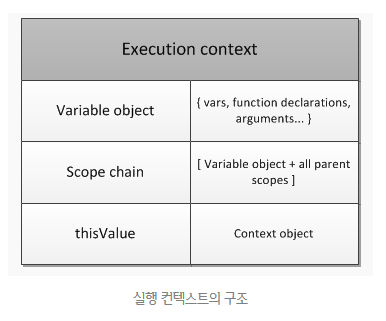 Execution context
Variable object
{ vars, function declarations,
arguments... }
Scope chain
[ Variable object + all parent
scopes ]
thisValue
Context object
실행 컨텍스트의 구조